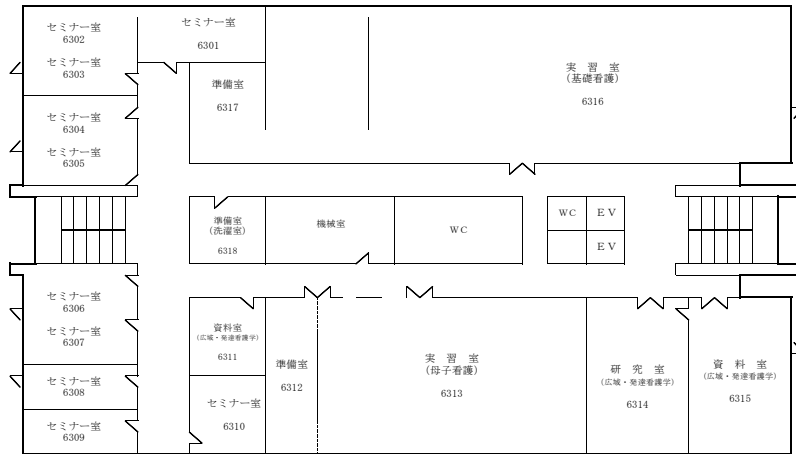 セミナー室
6302
セミナー室
6303
セミナー室
6301
準備室
6317
実 習 室
(基礎看護)
6316
セミナー室
6304
セミナー室
6305
準備室
(洗濯室)
6318
機械室
WC
WC
EV
EV
セミナー室
6306
セミナー室
6307
セミナー室
6308
セミナー室
6309
資料室
(広域・発達看護学)
6311
セミナー室
6310
準備室
6312
実 習 室
(母子看護)
6313
研 究 室
(広域・発達看護学)
6314
資 料 室
(広域・発達看護学)
6315